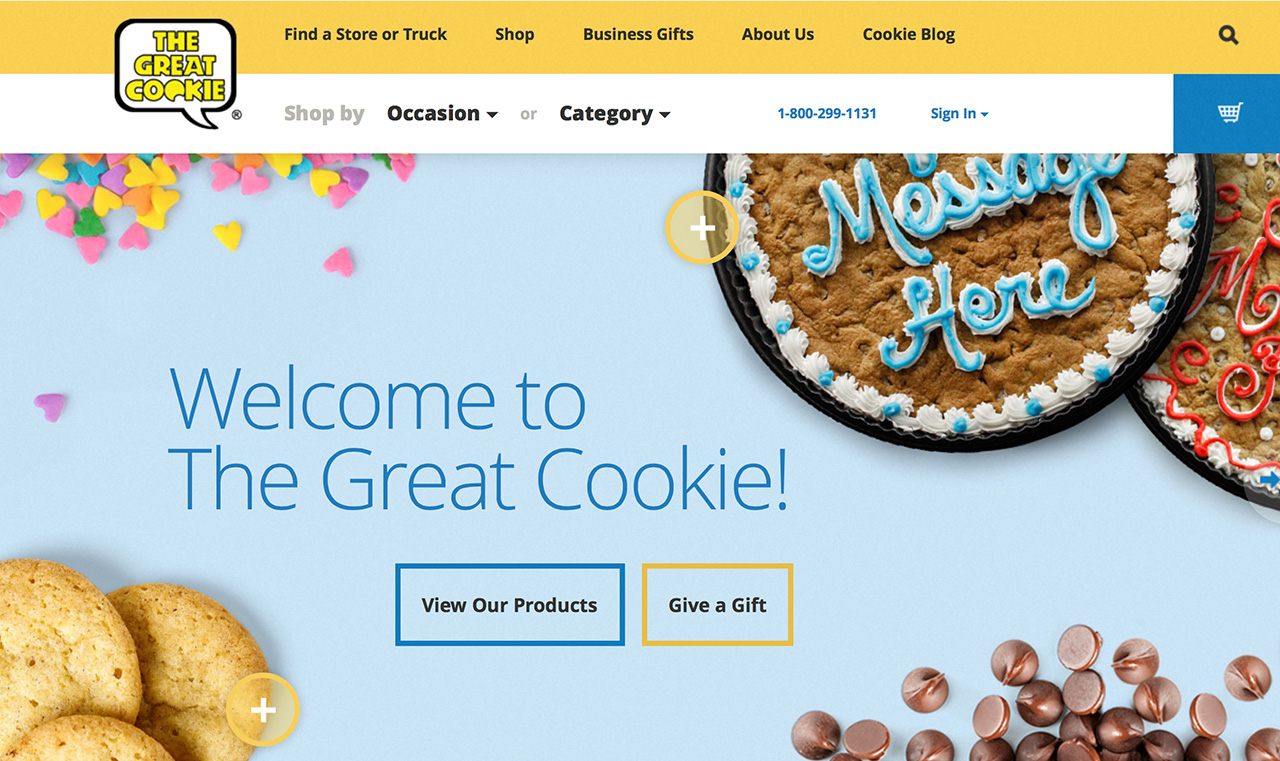 THE
GREAT
COOKIE
®
Find a Store or Truck
Shop
Business Gifts
About Us
Cookie Blog
Shop by
Occasion
or
Category
1-800-299-1131
Sign In
Message
Here
Welcome to
The Great Cookie!
View Our Products
Give a Gift